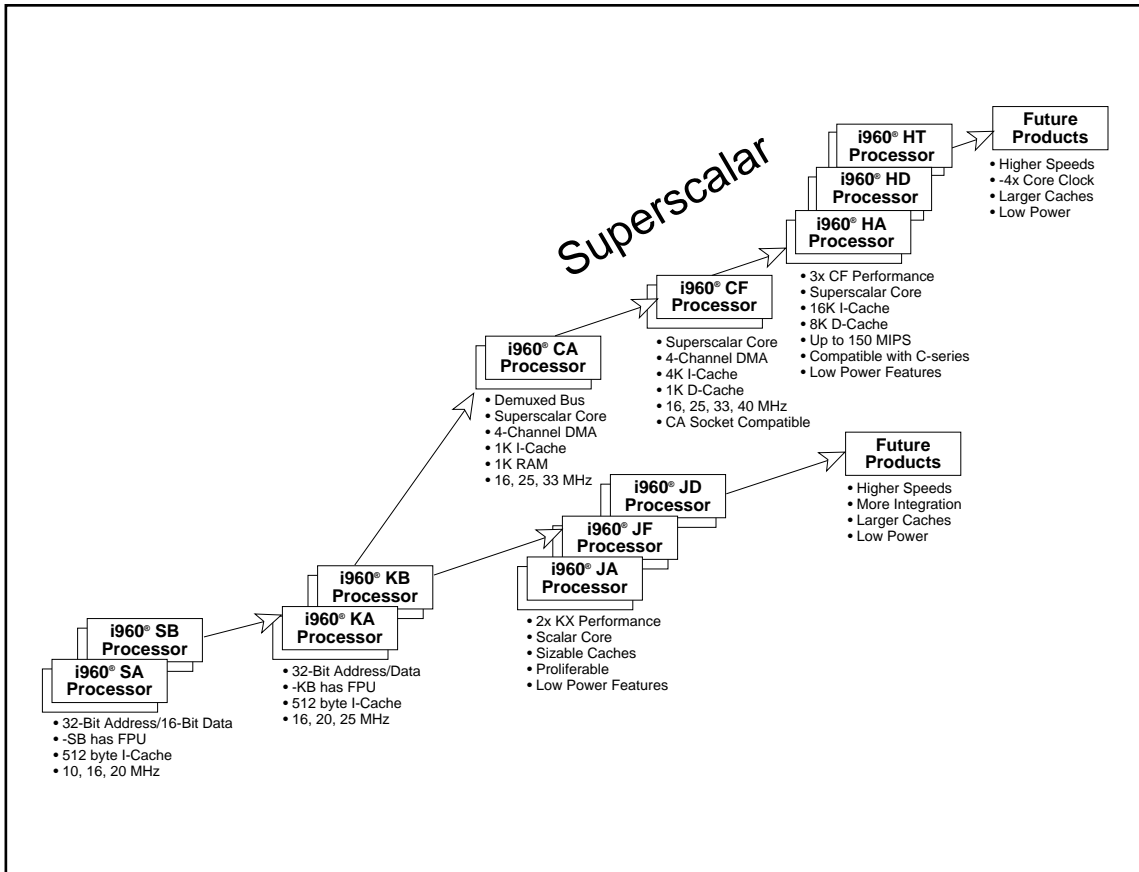 Superscalar
i960® HT
Processor
i960® HD
Processor
i960® HA
Processor
• 3x CF Performance
• Superscalar Core
• 16K I-Cache
• 8K D-Cache
• Up to 150 MIPS
• Compatible with C-series
• Low Power Features
Future
Products
• Higher Speeds
• -4x Core Clock
• Larger Caches
• Low Power
i960® CF
Processor
• Superscalar Core
• 4-Channel DMA
• 4K I-Cache
• 1K D-Cache
• 16, 25, 33, 40 MHz
• CA Socket Compatible
i960® CA
Processor
• Demuxed Bus
• Superscalar Core
• 4-Channel DMA
• 1K I-Cache
• 1K RAM
• 16, 25, 33 MHz
Future
Products
• Higher Speeds
• More Integration
• Larger Caches
• Low Power
i960® JD
Processor
i960® JF
Processor
i960® JA
Processor
• 2x KX Performance
• Scalar Core
• Sizable Caches
• Proliferable
• Low Power Features
i960® KB
Processor
i960® KA
Processor
• 32-Bit Address/Data
• -KB has FPU
• 512 byte I-Cache
• 16, 20, 25 MHz
i960® SB
Processor
i960® SA
Processor
• 32-Bit Address/16-Bit Data
• -SB has FPU
• 512 byte I-Cache
• 10, 16, 20 MHz